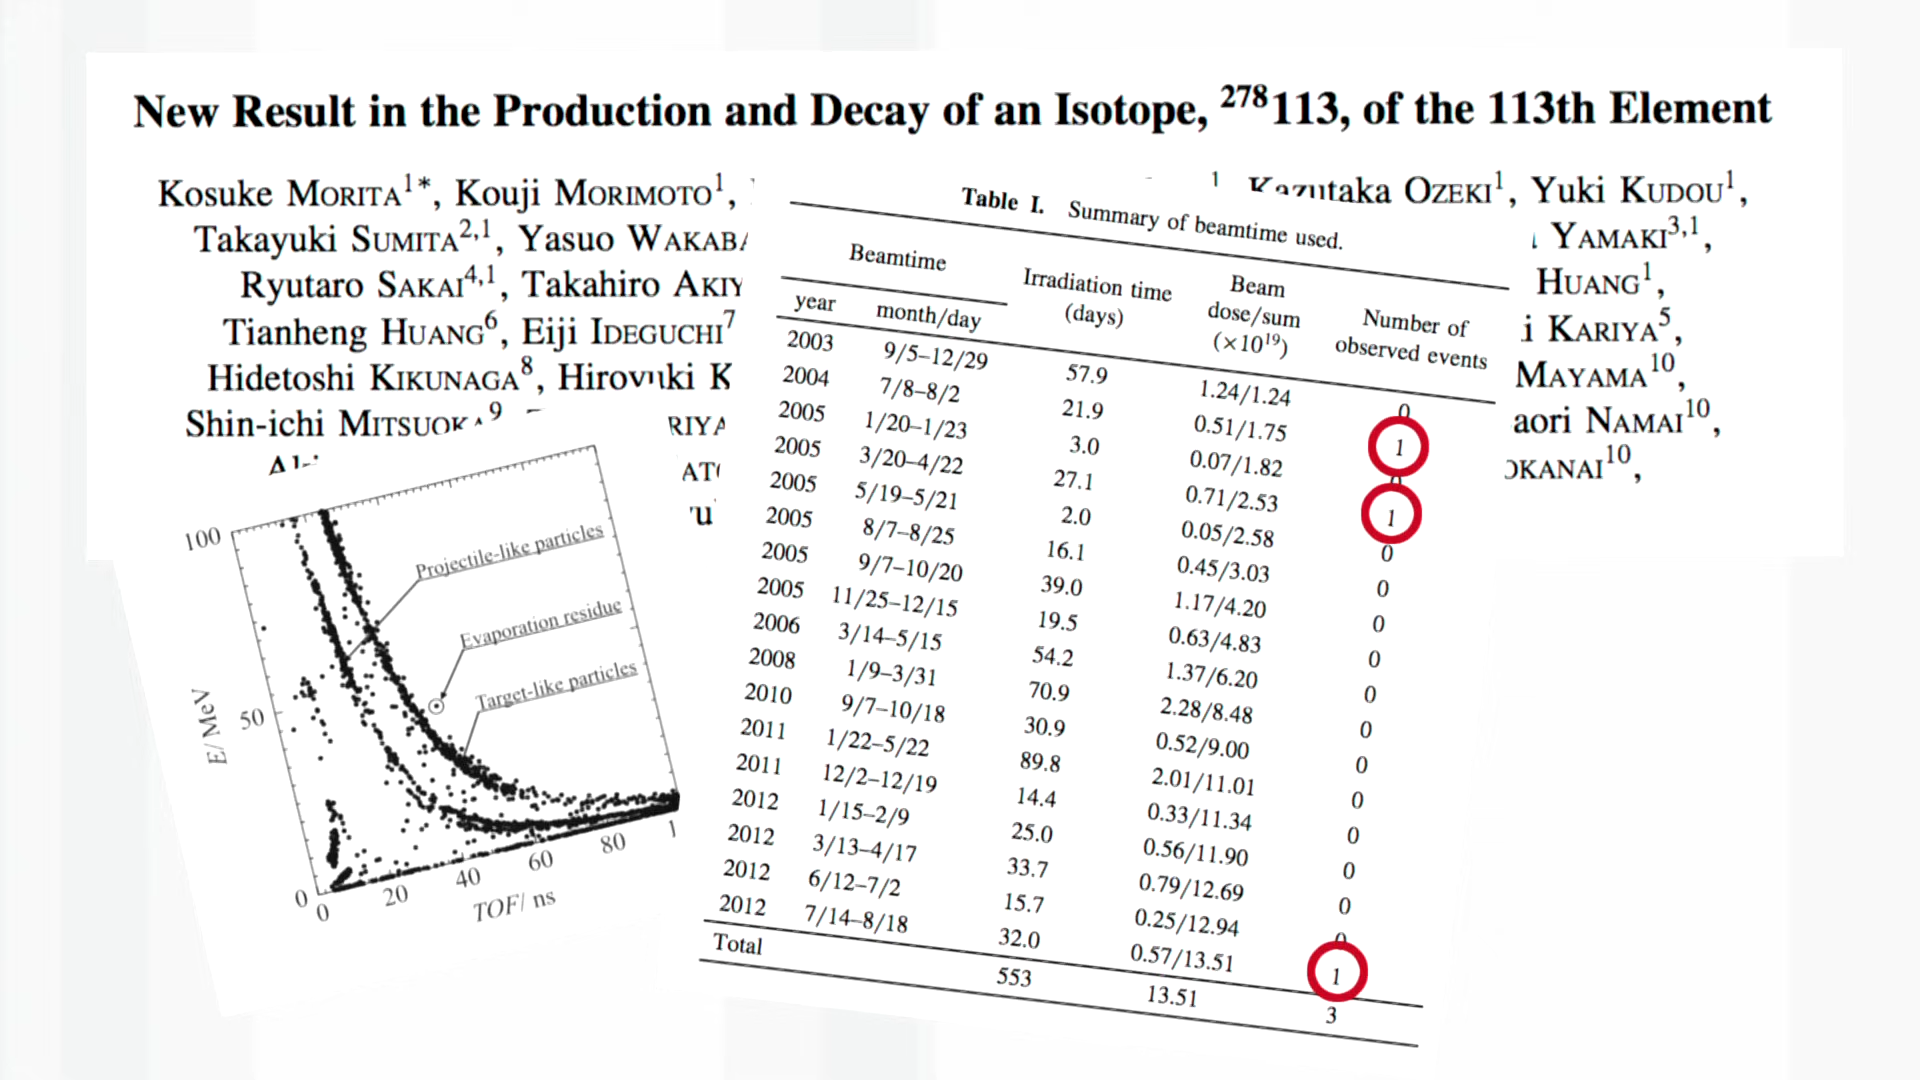 New Result in the Production and Decay of an Isotope, ²⁷⁸113, of the 113th Element
Kosuke MORITA¹*, Kouji MORIMOTO¹,
Takayuki SUMITA²,¹, Yasuo WAKABA
Ryutaro SAKAI⁴,¹, Takahiro AKIY
Tianheng HUANG⁶, Eiji IDEGUCHI⁷
Hidetoshi KIKUNAGA⁸, Hiroyuki K
Shin-ichi MITSUOKA⁹
RIYA
ATO
¹ Kazutaka OZEKI¹, Yuki KUDOU¹,
YAMAKI³,¹,
HUANG¹,
i KARIYA⁵,
MAYAMA¹⁰,
aori NAMAI¹⁰,
OKANAI¹⁰,
Table I. Summary of beamtime used.
Beamtime
Irradiation time
(days)
Beam
dose/sum
(×10¹⁹)
Number of
observed events
year month/day
2003 9/5–12/29 57.9 1.24/1.24 0
2004 7/8–8/2 21.9 0.51/1.75 1
2005 1/20–1/23 3.0 0.07/1.82 0
2005 3/20–4/22 27.1 0.71/2.53 1
2005 5/19–5/21 2.0 0.05/2.58 0
2005 8/7–8/25 16.1 0.45/3.03 0
2005 9/7–10/20 39.0 1.17/4.20 0
2005 11/25–12/15 19.5 0.63/4.83 0
2006 3/14–5/15 54.2 1.37/6.20 0
2008 1/9–3/31 70.9 2.28/8.48 0
2010 9/7–10/18 30.9 0.52/9.00 0
2011 1/22–5/22 89.8 2.01/11.01 0
2011 12/2–12/19 14.4 0.33/11.34 0
2012 1/15–2/9 25.0 0.56/11.90 0
2012 3/13–4/17 33.7 0.79/12.69 0
2012 6/12–7/2 15.7 0.25/12.94 0
2012 7/14–8/18 32.0 0.57/13.51 1
Total 553 13.51 3
100
Projectile-like particles
Evaporation residue
Target-like particles
E/MeV
50
0
0 20 40 60 80 1
TOF/ ns